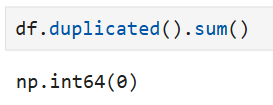 df.duplicated().sum()
np.int64(0)